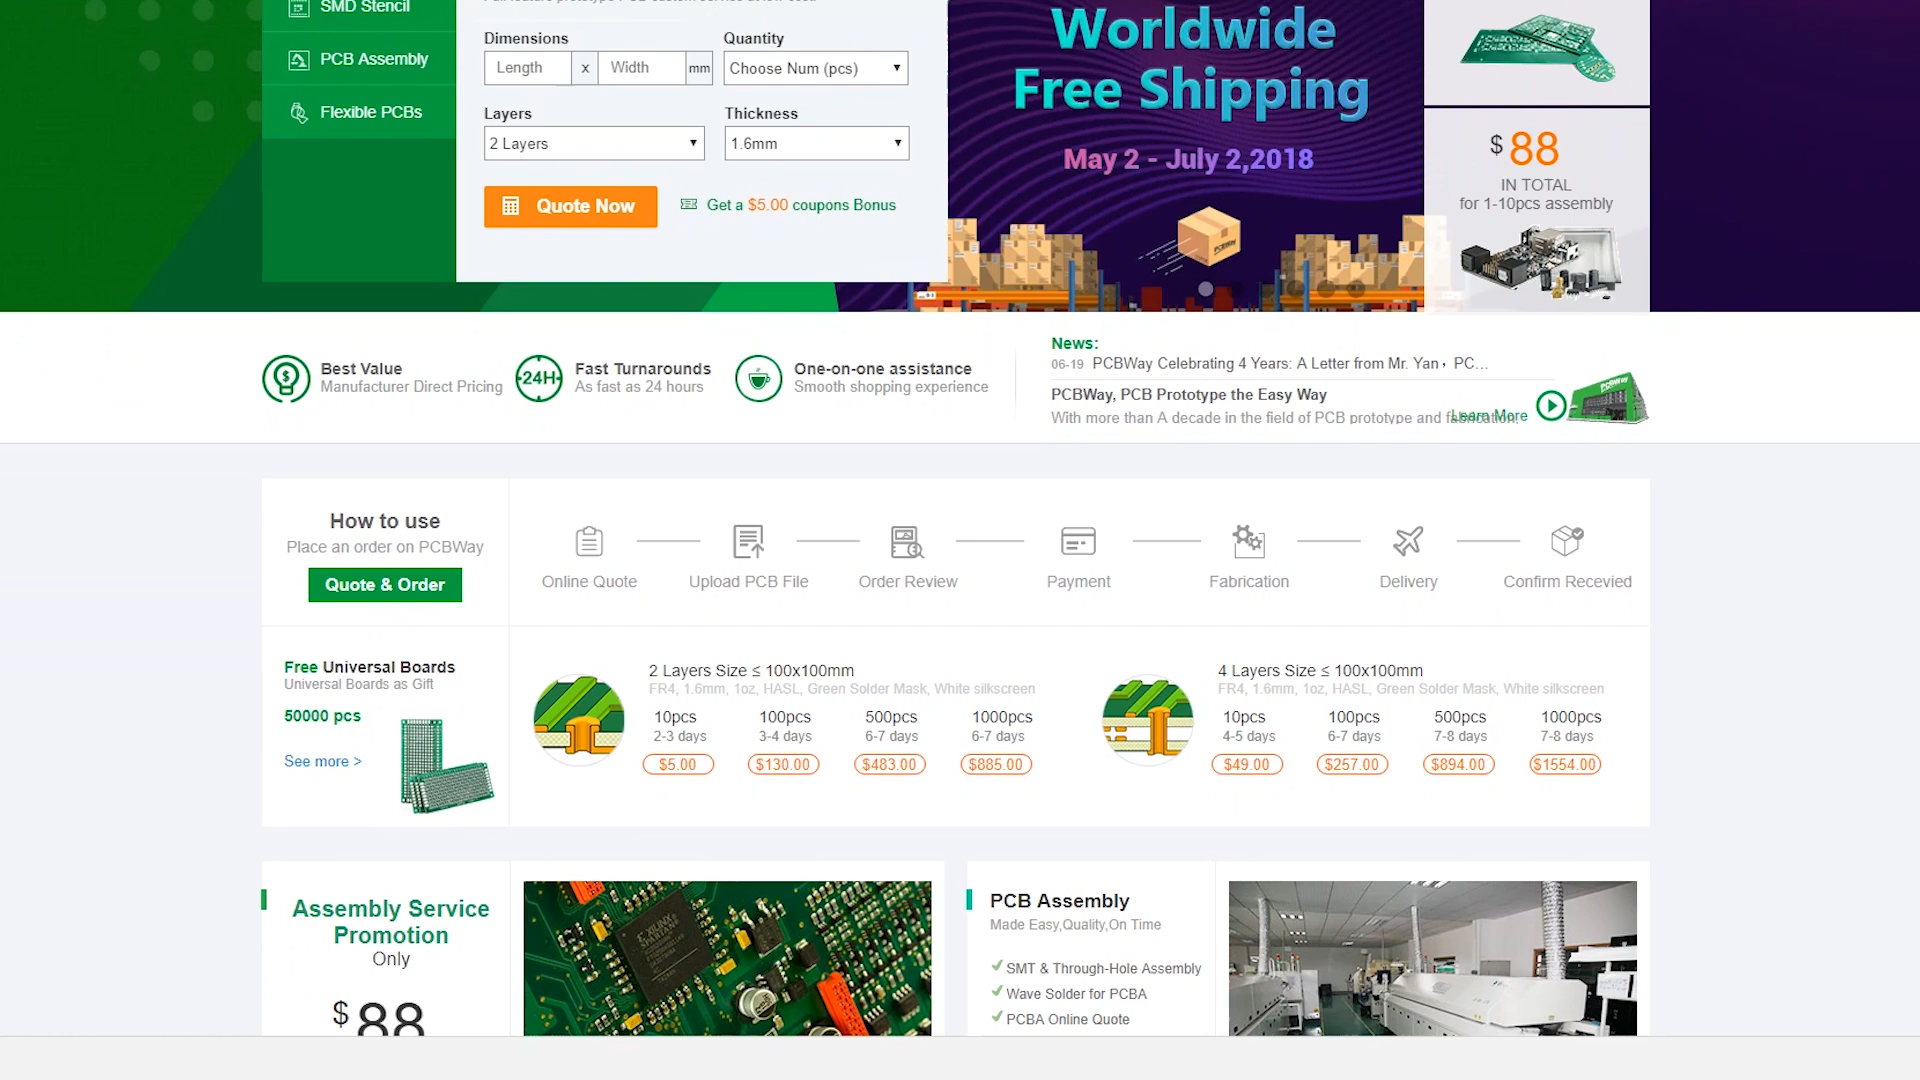 SMD Stencil
PCB Assembly
Flexible PCBs
Dimensions
Quantity
Length x Width mm
Choose Num (pcs)
Layers
Thickness
2 Layers
1.6mm
Quote Now
Get a $5.00 coupons Bonus
Worldwide
Free Shipping
May 2 - July 2,2018
PCBWay
$ 88
IN TOTAL
for 1-10pcs assembly
Best Value
Manufacturer Direct Pricing
24H
Fast Turnarounds
As fast as 24 hours
One-on-one assistance
Smooth shopping experience
News:
06-19 PCBWay Celebrating 4 Years: A Letter from Mr. Yan，PC...
PCBWay, PCB Prototype the Easy Way
With more than A decade in the field of PCB prototype and fabrication,
Learn More
PCBWay
How to use
Place an order on PCBWay
Quote & Order
Online Quote
Upload PCB File
Order Review
Payment
Fabrication
Delivery
Confirm Recevied
Free Universal Boards
Universal Boards as Gift
50000 pcs
See more >
2 Layers Size ≤ 100x100mm
FR4, 1.6mm, 1oz, HASL, Green Solder Mask, White silkscreen
10pcs 100pcs 500pcs 1000pcs
2-3 days 3-4 days 6-7 days 6-7 days
$5.00 $130.00 $483.00 $885.00
4 Layers Size ≤ 100x100mm
FR4, 1.6mm, 1oz, HASL, Green Solder Mask, White silkscreen
10pcs 100pcs 500pcs 1000pcs
4-5 days 6-7 days 7-8 days 7-8 days
$49.00 $257.00 $894.00 $1554.00
Assembly Service
Promotion
Only
$ 88
XILINX
SPARTAN
PCB Assembly
Made Easy,Quality,On Time
SMT & Through-Hole Assembly
Wave Solder for PCBA
PCBA Online Quote